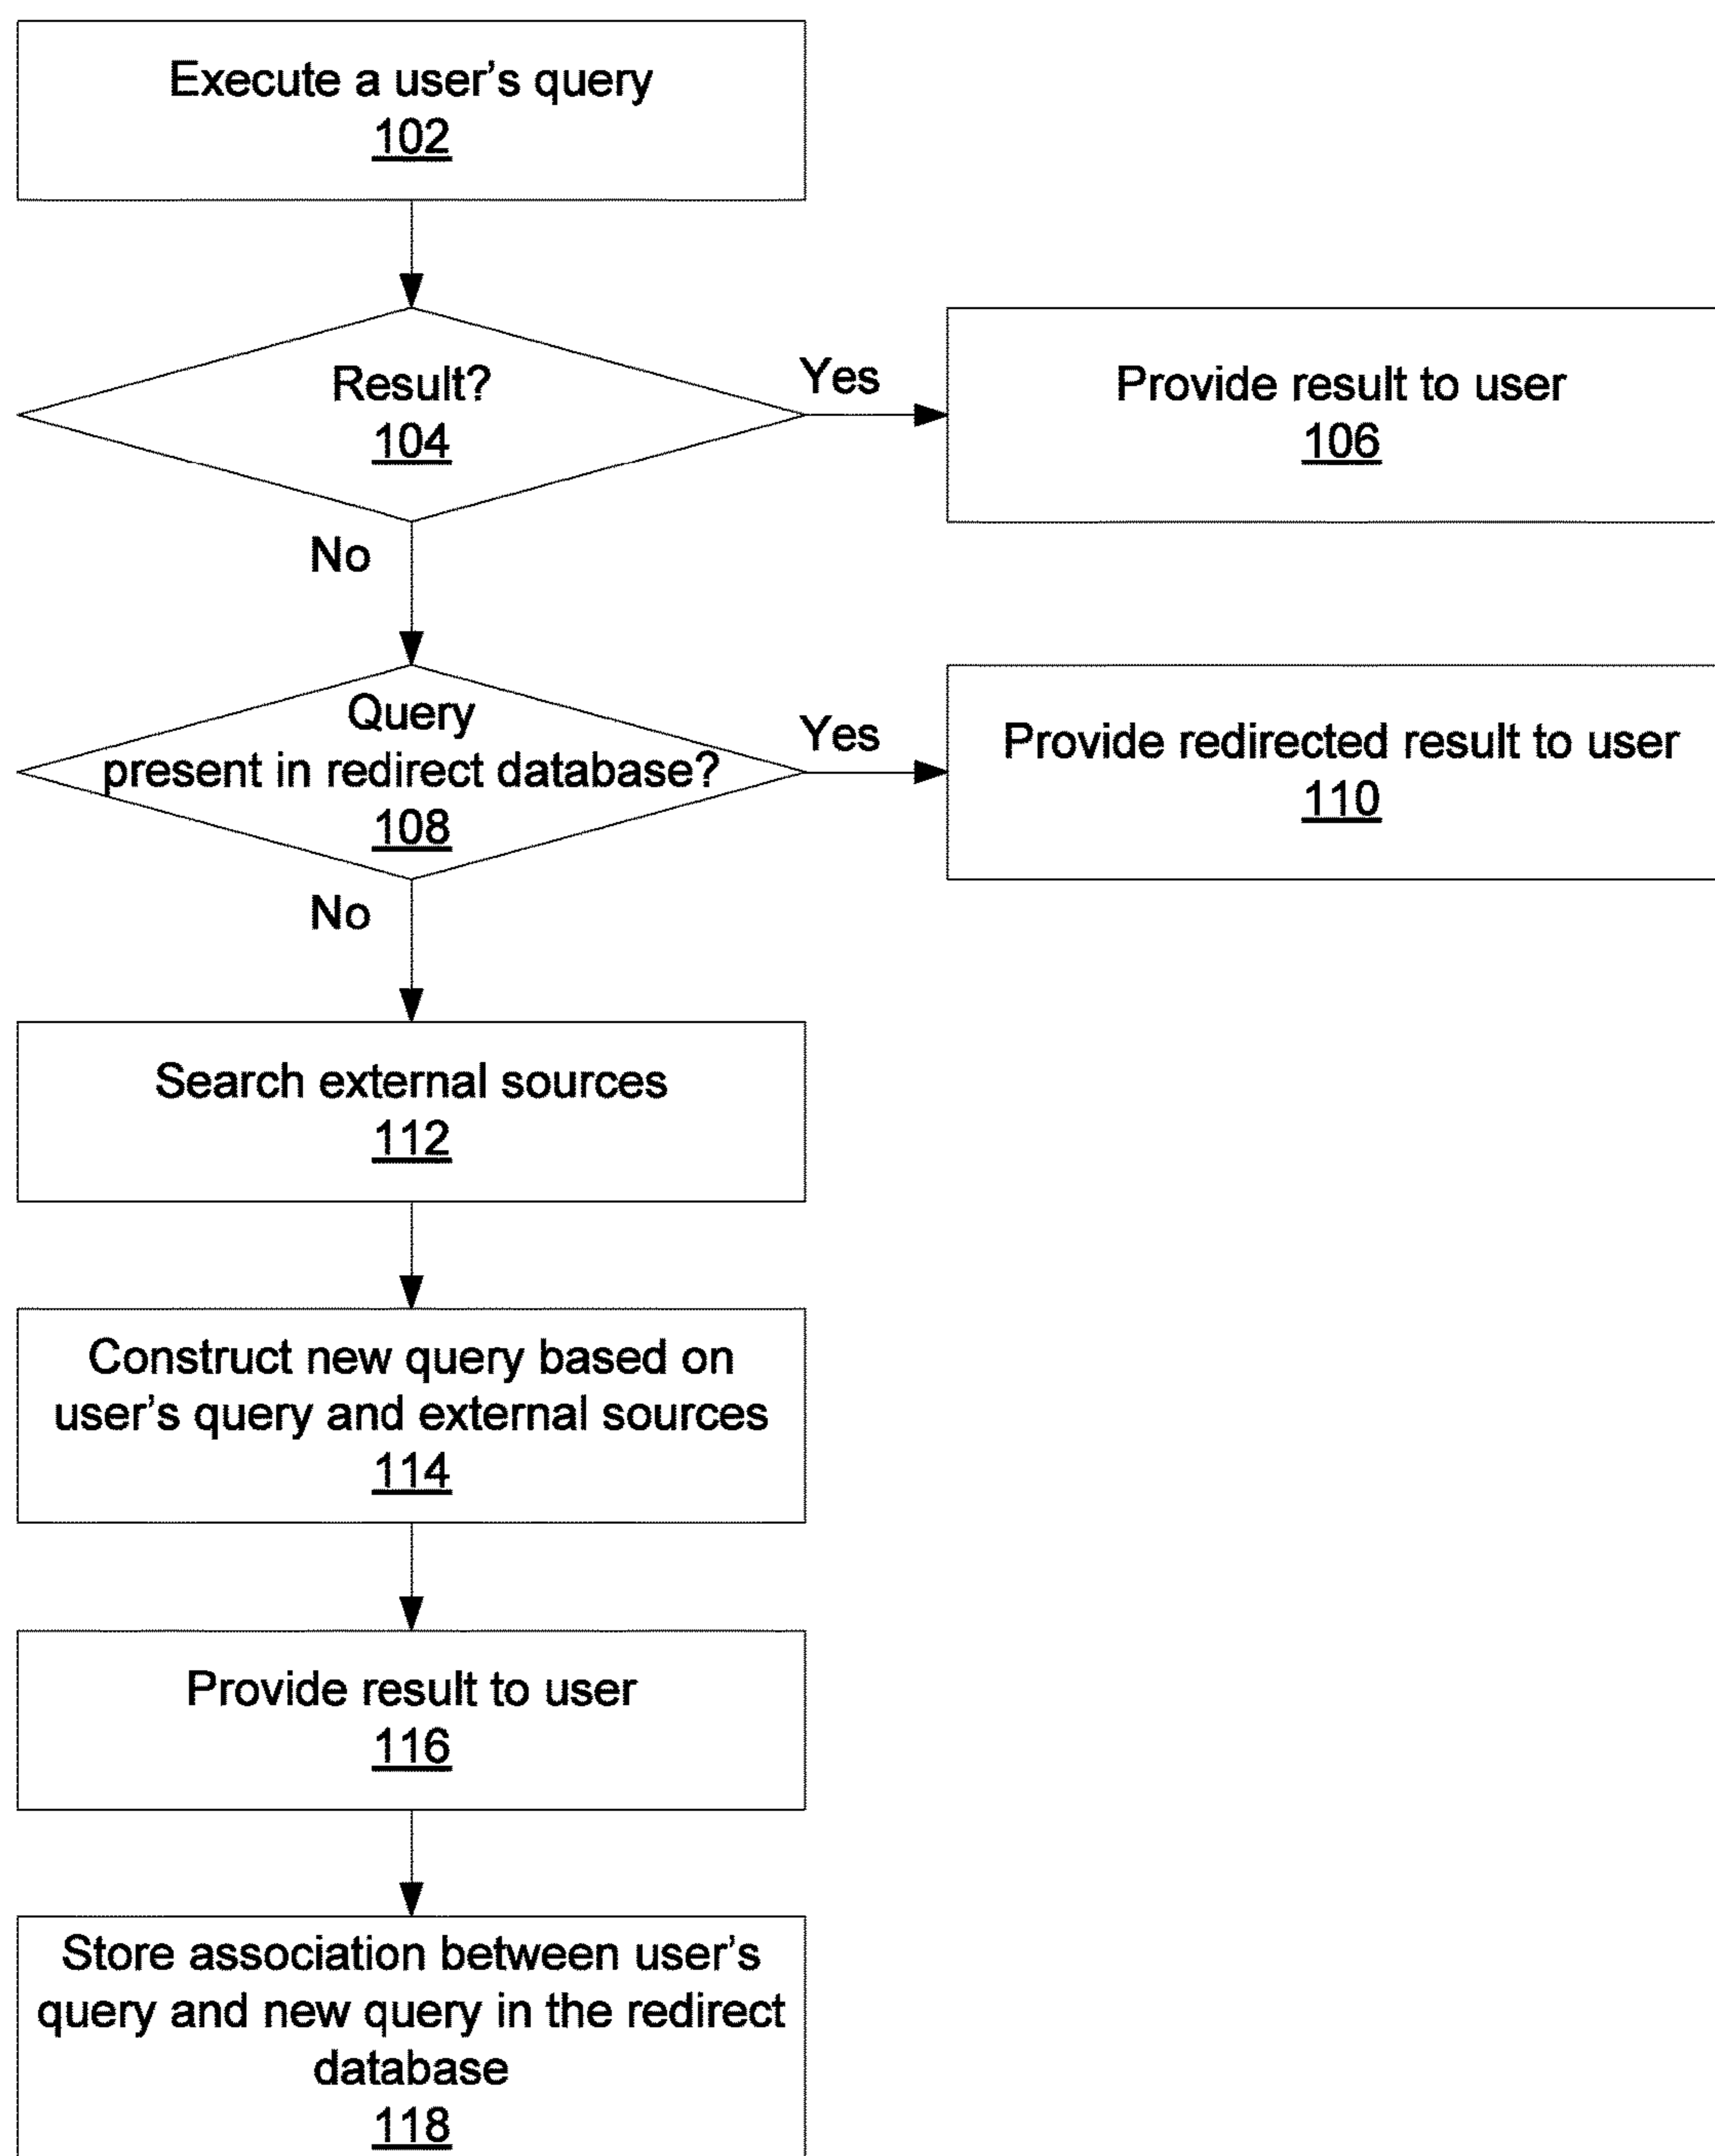 Execute a user’s query
102
Result?
104
Yes
Provide result to user
106
No
Query
present in redirect database?
108
Yes
Provide redirected result to user
110
No
Search external sources
112
Construct new query based on
user’s query and external sources
114
Provide result to user
116
Store association between user’s
query and new query in the redirect
database
118